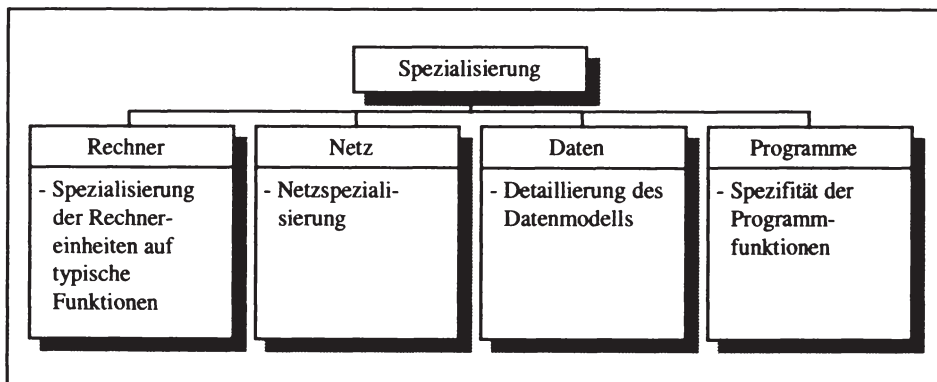 Spezialisierung
Rechner
- Spezialisierung
der Rechner-
einheiten auf
typische
Funktionen
Netz
- Netzspeziali-
sierung
Daten
- Detaillierung des
Datenmodells
Programme
- Spezifität der
Programm-
funktionen